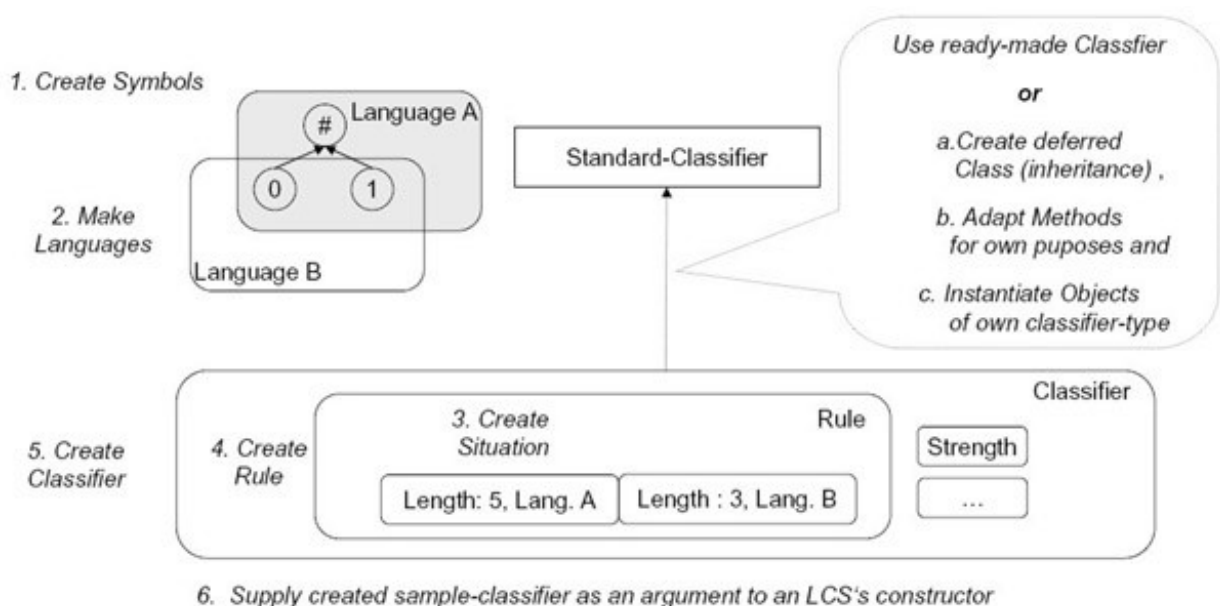 1. Create Symbols
Language A
#
0
1
2. Make
Languages
Language B
Standard-Classifier
Use ready-made Classfier
or
a.Create deferred
Class (inheritance) ,
b. Adapt Methods
for own puposes and
c. Instantiate Objects
of own classifier-type
Classifier
5. Create
Classifier
4. Create
Rule
3. Create
Situation
Rule
Length: 5, Lang. A
Length : 3, Lang. B
Strength
...
6. Supply created sample-classifier as an argument to an LCS‘s constructor